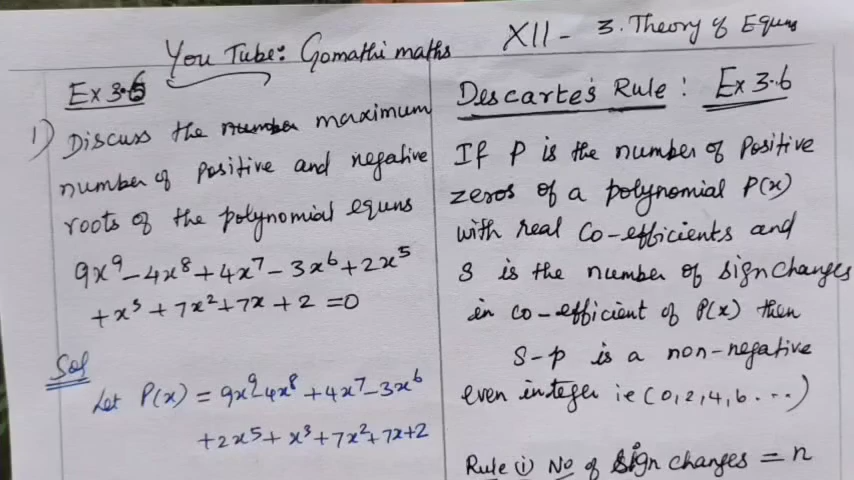 You Tube: Gomathi maths
XII - 3. Theory of Equns
Ex 3.6
1) Discuss the number maximum
number of positive and negative
roots of the polynomial equns
9x⁹ - 4x⁸ + 4x⁷ - 3x⁶ + 2x⁵
+ x³ + 7x² + 7x + 2 = 0
Sol
Let P(x) = 9x⁹ - 4x⁸ + 4x⁷ - 3x⁶
+ 2x⁵ + x³ + 7x² + 7x + 2
Descarte's Rule : Ex 3.6
If P is the number of Positive
zeros of a polynomial P(x)
with real Co-efficients and
S is the number of sign changes
in co-efficient of P(x) then
S-p is a non-negative
even integer ie (0,2,4,6 ....)
Rule (i) No of sign changes = n